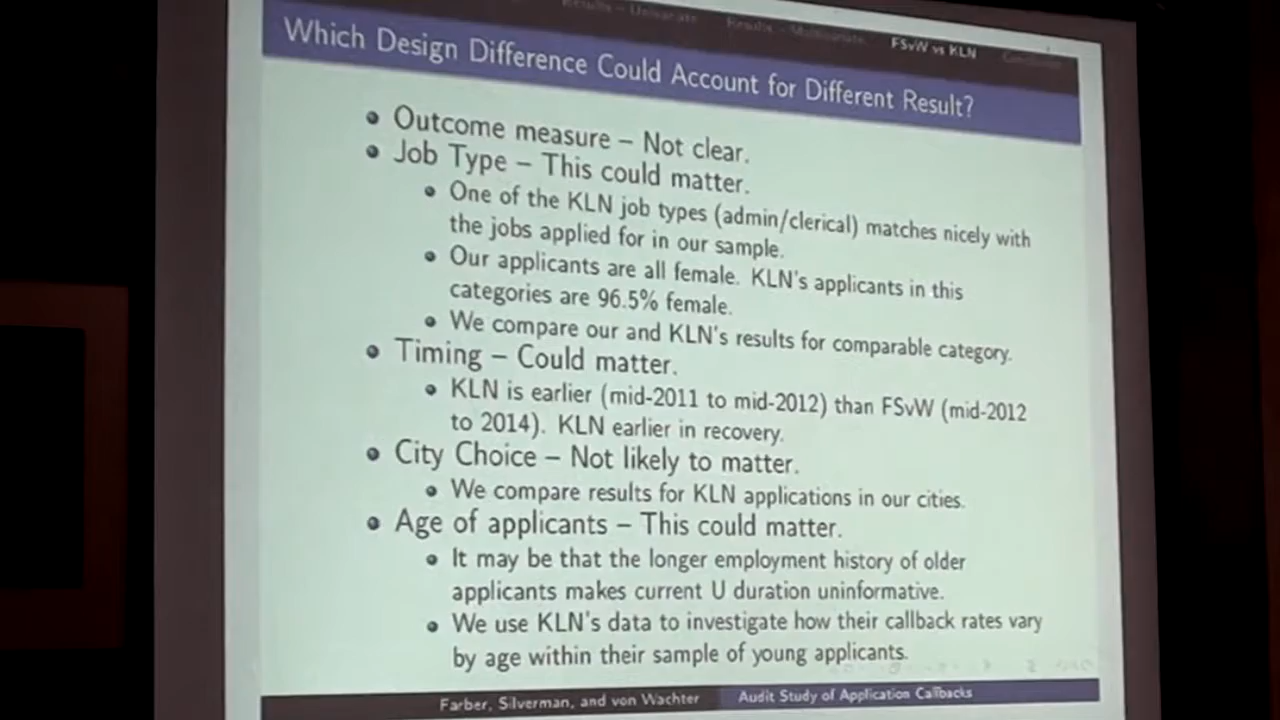 Results - Univariate Results - Multivariate FSvW vs KLN
Which Design Difference Could Account for Different Result?
Outcome measure – Not clear.
Job Type – This could matter.
One of the KLN job types (admin/clerical) matches nicely with
the jobs applied for in our sample.
Our applicants are all female. KLN's applicants in this
categories are 96.5% female.
We compare our and KLN's results for comparable category.
Timing – Could matter.
KLN is earlier (mid-2011 to mid-2012) than FSvW (mid-2012
to 2014). KLN earlier in recovery.
City Choice – Not likely to matter.
We compare results for KLN applications in our cities.
Age of applicants – This could matter.
It may be that the longer employment history of older
applicants makes current U duration uninformative.
We use KLN's data to investigate how their callback rates vary
by age within their sample of young applicants.
Farber, Silverman, and von Wachter Audit Study of Application Callbacks